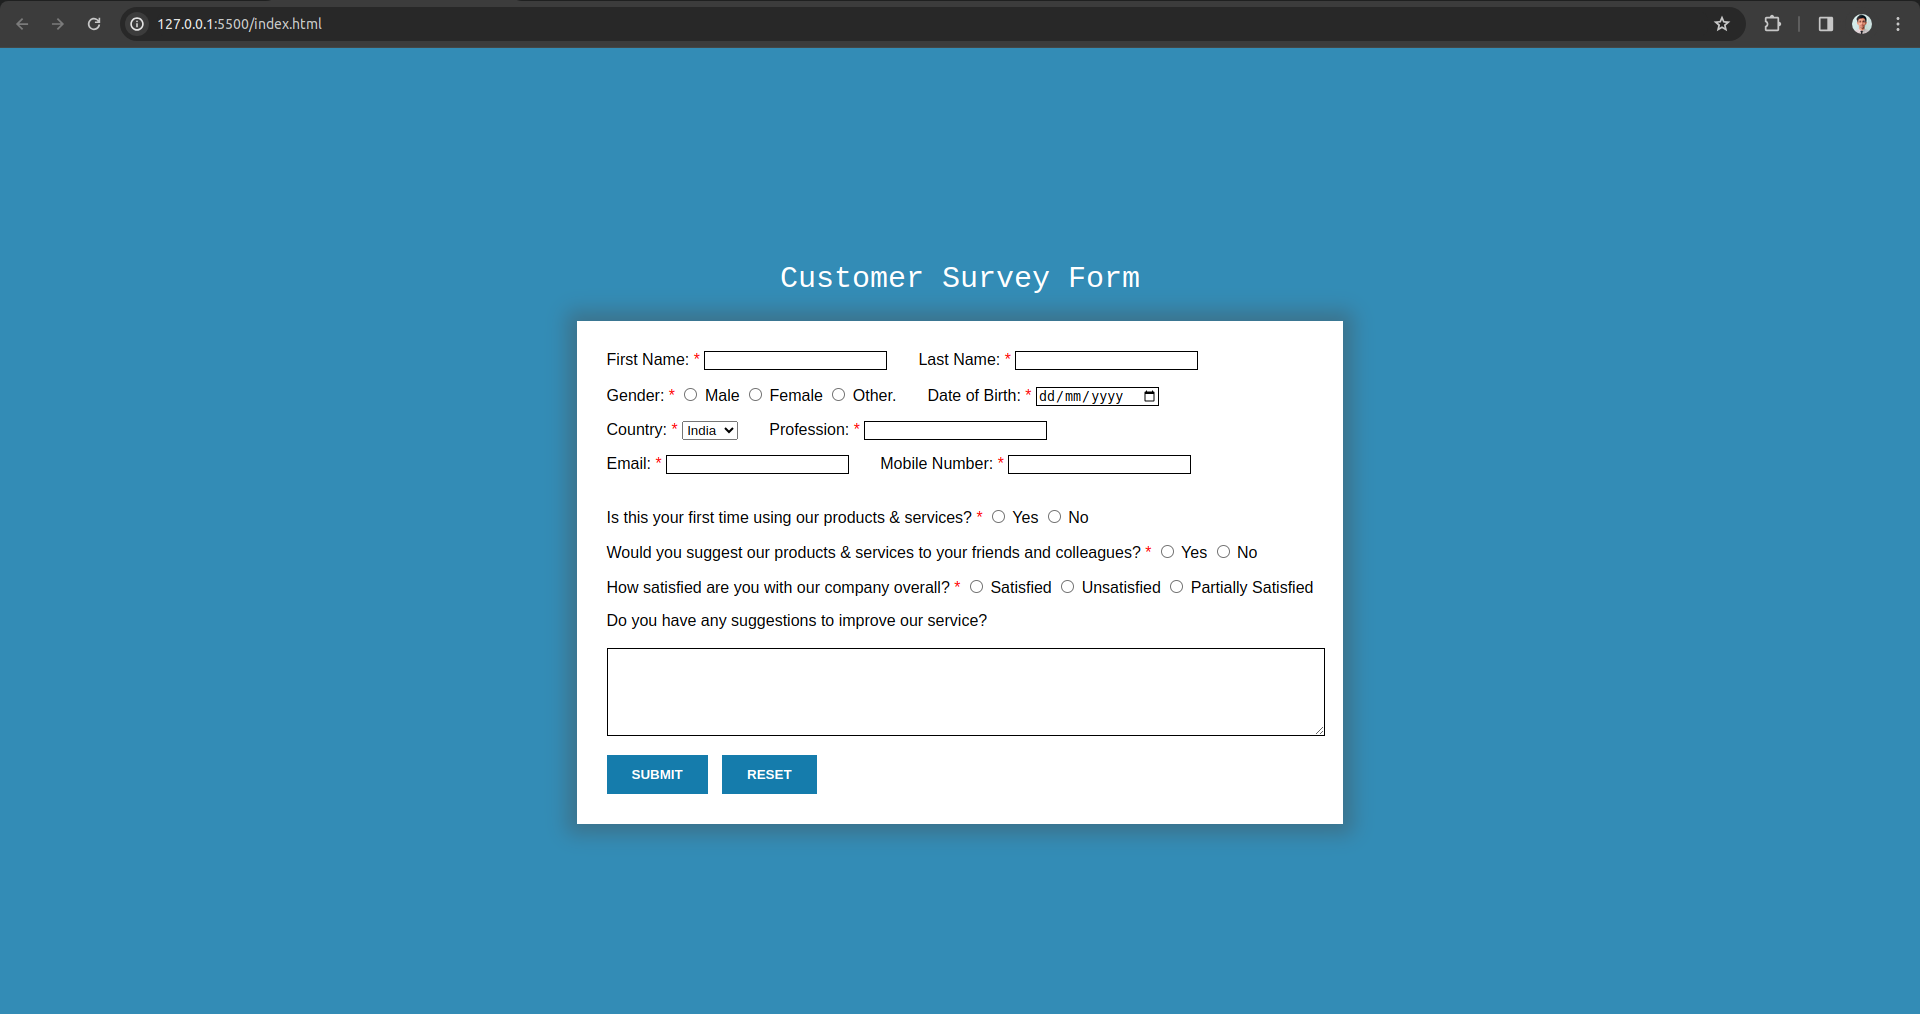 127.0.0.1:5500/index.html
Customer Survey Form
First Name: * Last Name: *
Gender: * Male Female Other. Date of Birth: * dd/mm/yyyy
Country: * India Profession: *
Email: * Mobile Number: *
Is this your first time using our products & services? * Yes No
Would you suggest our products & services to your friends and colleagues? * Yes No
How satisfied are you with our company overall? * Satisfied Unsatisfied Partially Satisfied
Do you have any suggestions to improve our service?
SUBMIT RESET